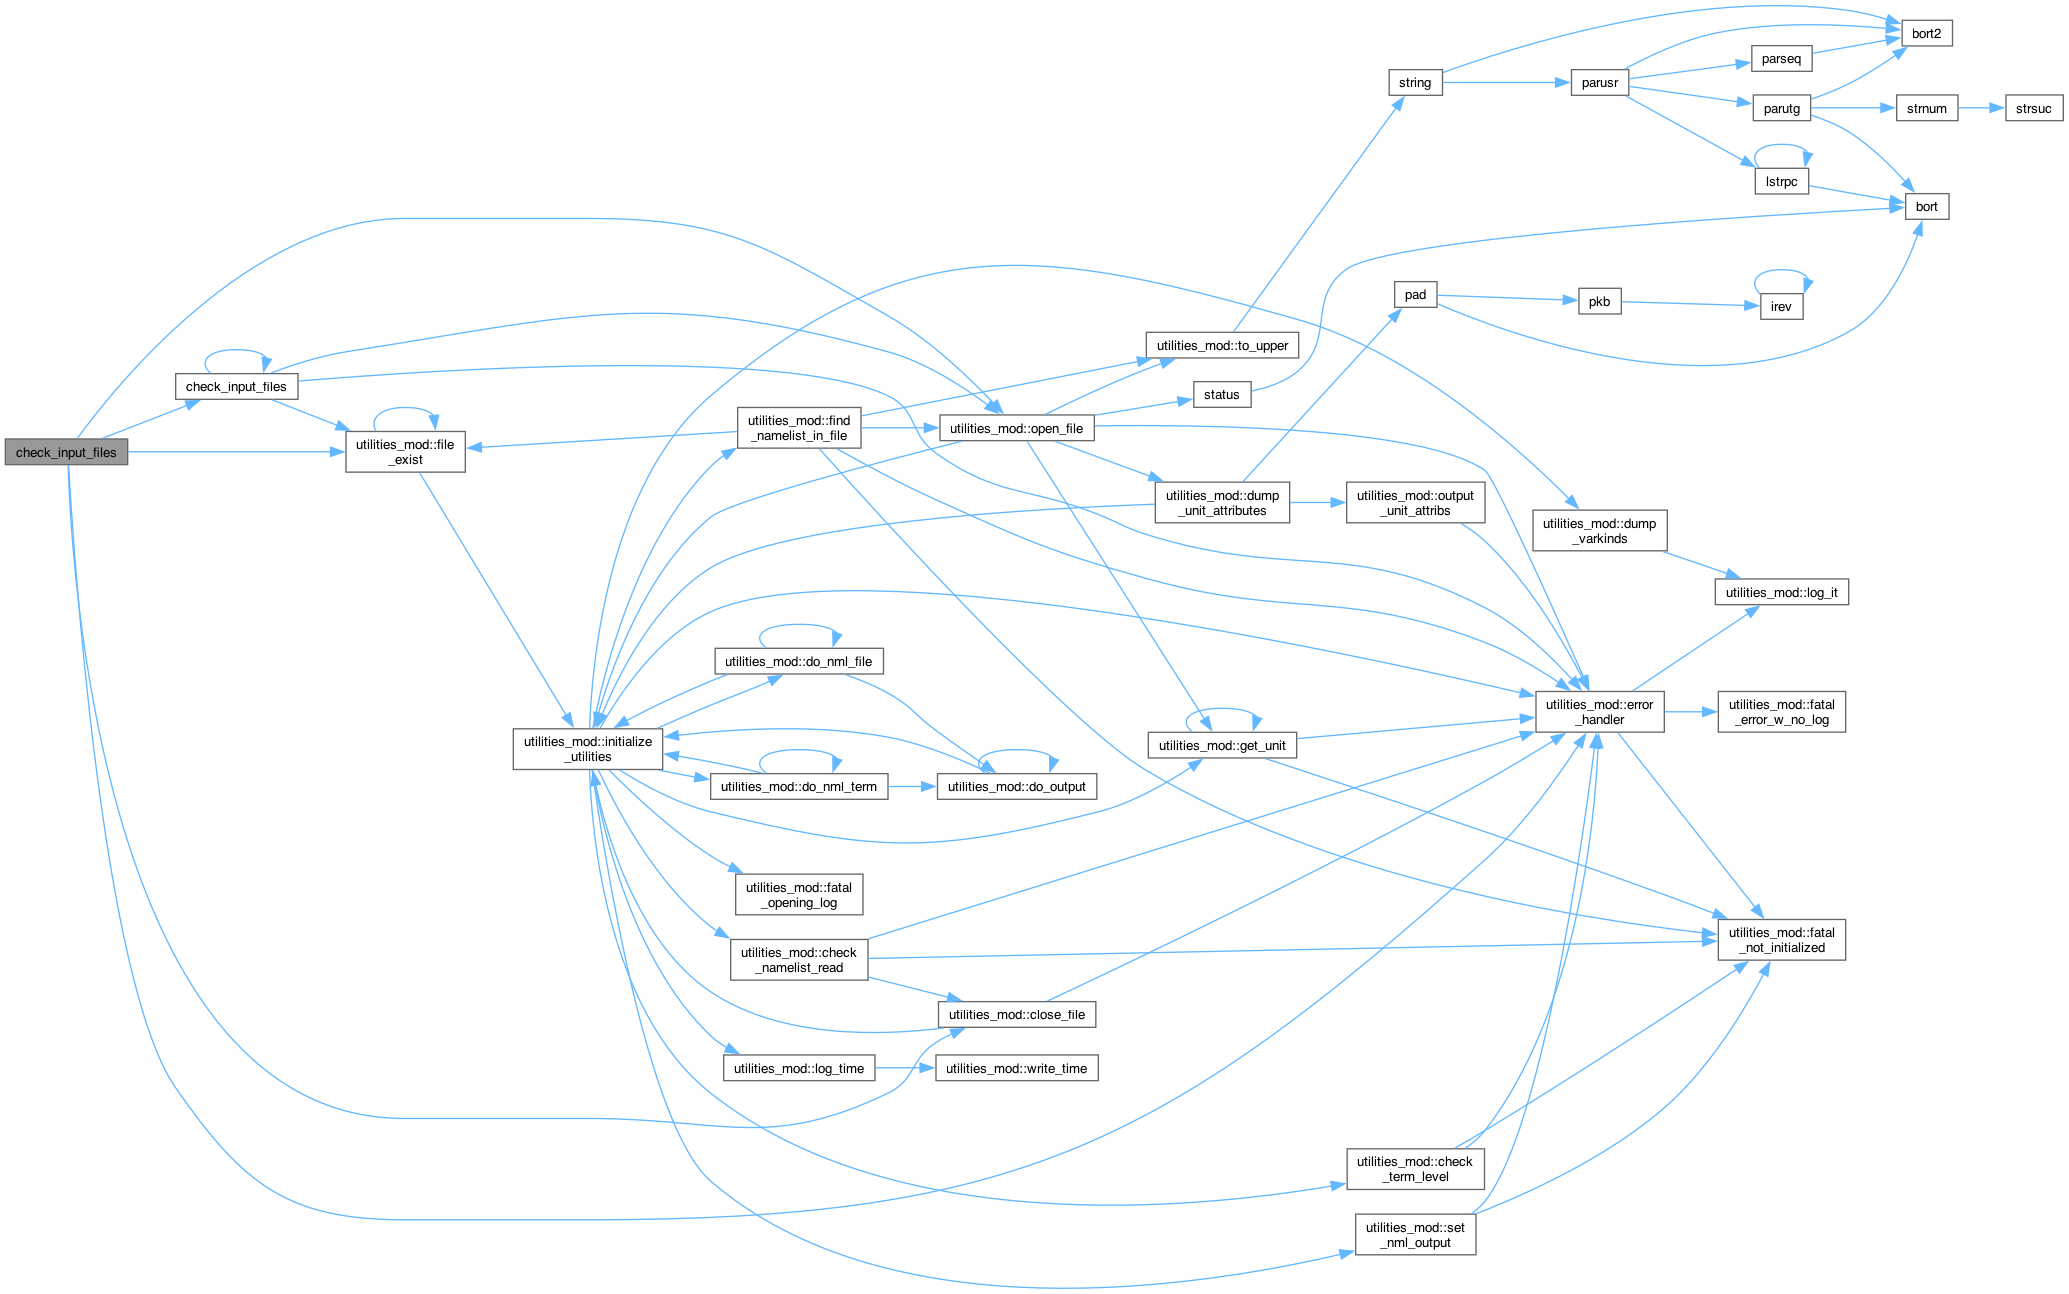 bort2
parseq
string
parusr
parutg
strnum
strsuc
lstrpc
bort
pad
pkb
irev
utilities_mod::to_upper
check_input_files
status
utilities_mod::find
_namelist_in_file
utilities_mod::open_file
check_input_files
utilities_mod::file
_exist
utilities_mod::dump
_unit_attributes
utilities_mod::output
_unit_attribs
utilities_mod::dump
_varkinds
utilities_mod::log_it
utilities_mod::do_nml_file
utilities_mod::error
_handler
utilities_mod::fatal
_error_w_no_log
utilities_mod::initialize
_utilities
utilities_mod::get_unit
utilities_mod::do_nml_term
utilities_mod::do_output
utilities_mod::fatal
_opening_log
utilities_mod::fatal
_not_initialized
utilities_mod::check
_namelist_read
utilities_mod::close_file
utilities_mod::log_time
utilities_mod::write_time
utilities_mod::check
_term_level
utilities_mod::set
_nml_output